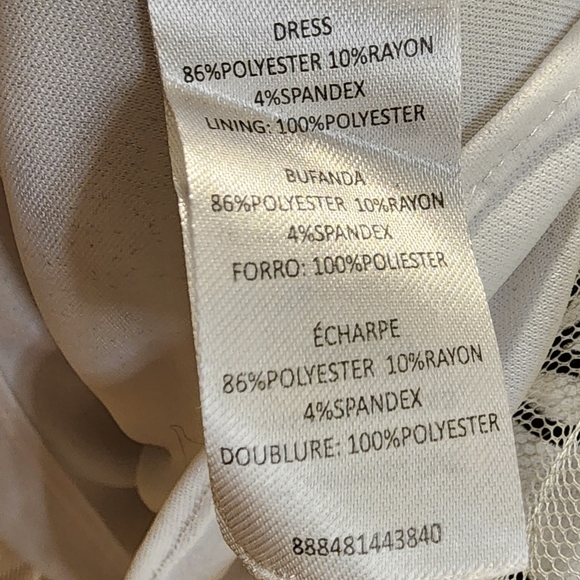 DRESS
86%POLYESTER 10%RAYON
4%SPANDEX
LINING: 100%POLYESTER
BUFANDA
86%POLYESTER 10%RAYON
4%SPANDEX
FORRO: 100%POLIESTER
ÉCHARPE
86%POLYESTER 10%RAYON
4%SPANDEX
DOUBLURE: 100%POLYESTER
888481443840